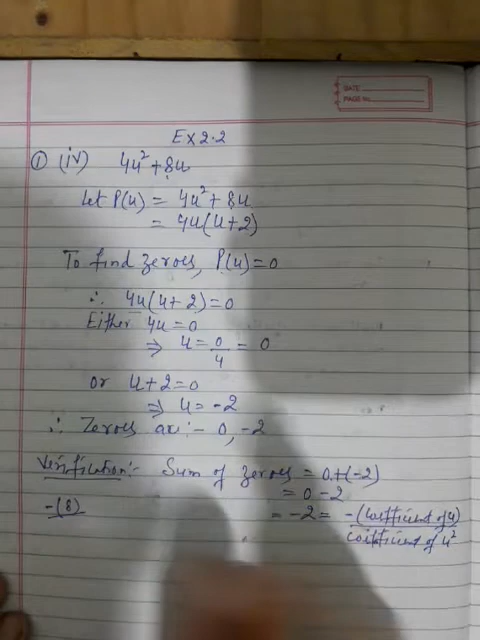 DATE
PAGE No.
EX 2.2
① (iv) 4u² + 8u
Let P(u) = 4u² + 8u
= 4u(u+2)
To find zeroes, P(u) = 0
∴ 4u(u+2) = 0
Either 4u = 0
⇒ u = 0/4 = 0
or u+2 = 0
⇒ u = -2
∴ Zeroes are :- 0, -2
Verification:- Sum of zeroes = 0+(-2)
= 0 - 2
-(8) = -2 = -(coefficient of u)/coefficient of u²